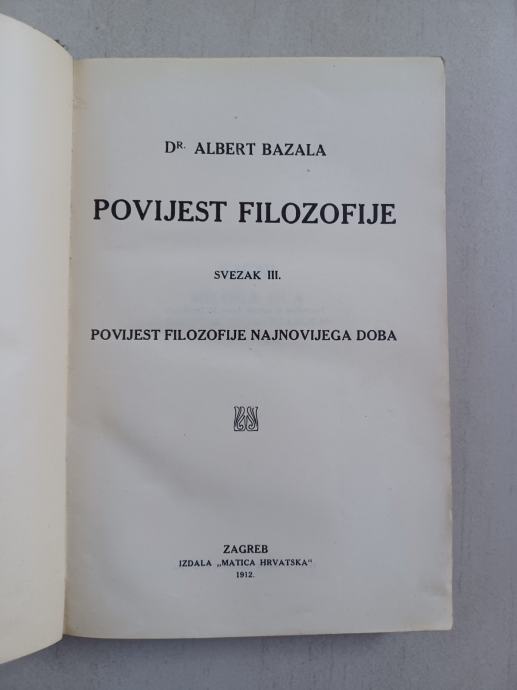 DR. ALBERT BAZALA
POVIJEST FILOZOFIJE
SVEZAK III.
POVIJEST FILOZOFIJE NAJNOVIJEGA DOBA
ZAGREB
IZDALA „MATICA HRVATSKA“
1912.